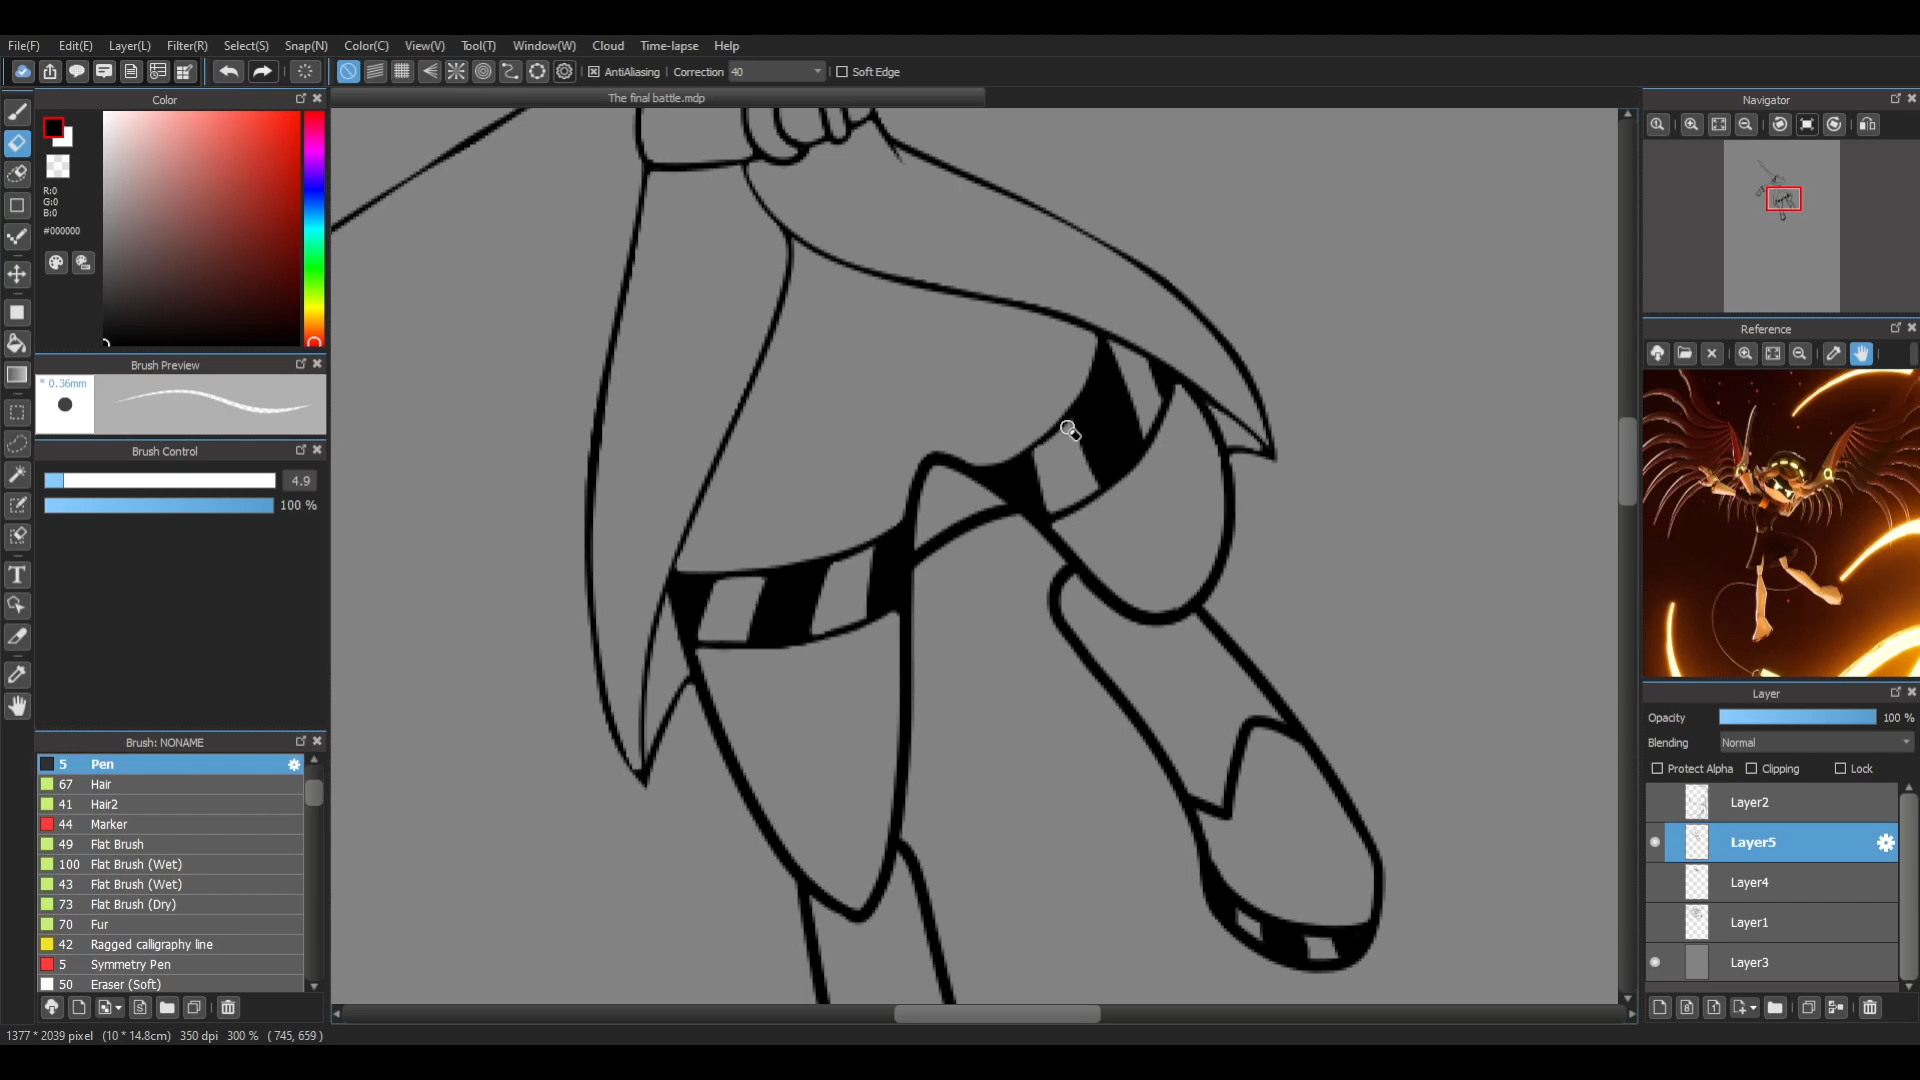 File(F) Edit(E) Layer(L) Filter(R) Select(S) Snap(N) Color(C) View(V) Tool(T) Window(W) Cloud Time-lapse Help
AntiAliasing Correction 40 Soft Edge
Color
R:0
G:0
B:0
#000000
Brush Preview
* 0.36mm
Brush Control
4.9
100 %
Brush: NONAME
5 Pen
67 Hair
41 Hair2
44 Marker
49 Flat Brush
100 Flat Brush (Wet)
43 Flat Brush (Wet)
73 Flat Brush (Dry)
70 Fur
42 Ragged calligraphy line
5 Symmetry Pen
50 Eraser (Soft)
1377 * 2039 pixel (10 * 14.8cm) 350 dpi 300 % ( 745, 659 )
The final battle.mdp
Navigator
Reference
Layer
Opacity 100 %
Blending Normal
Protect Alpha Clipping Lock
Layer2
Layer5
Layer4
Layer1
Layer3